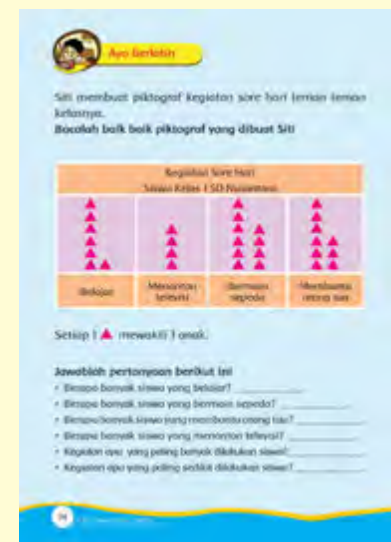 Ayo Berlatih
Siti membuat piktograf kegiatan sore hari teman teman
kelasnya.
Bacalah baik baik piktograf yang dibuat Siti
Kegiatan Sore Hari
Siswa Kelas 1 SD Nusantara
Belajar
Menonton
televisi
Bermain
sepeda
Membantu
orang tua
Setiap 1 mewakili 1 anak.
Jawablah pertanyaan berikut ini
• Berapa banyak siswa yang belajar?
• Berapa banyak siswa yang bermain sepeda?
• Berapa banyak siswa yang membantu orang tua?
• Berapa banyak siswa yang menonton televisi?
• Kegiatan apa yang paling banyak dilakukan siswa?
• Kegiatan apa yang paling sedikit dilakukan siswa?